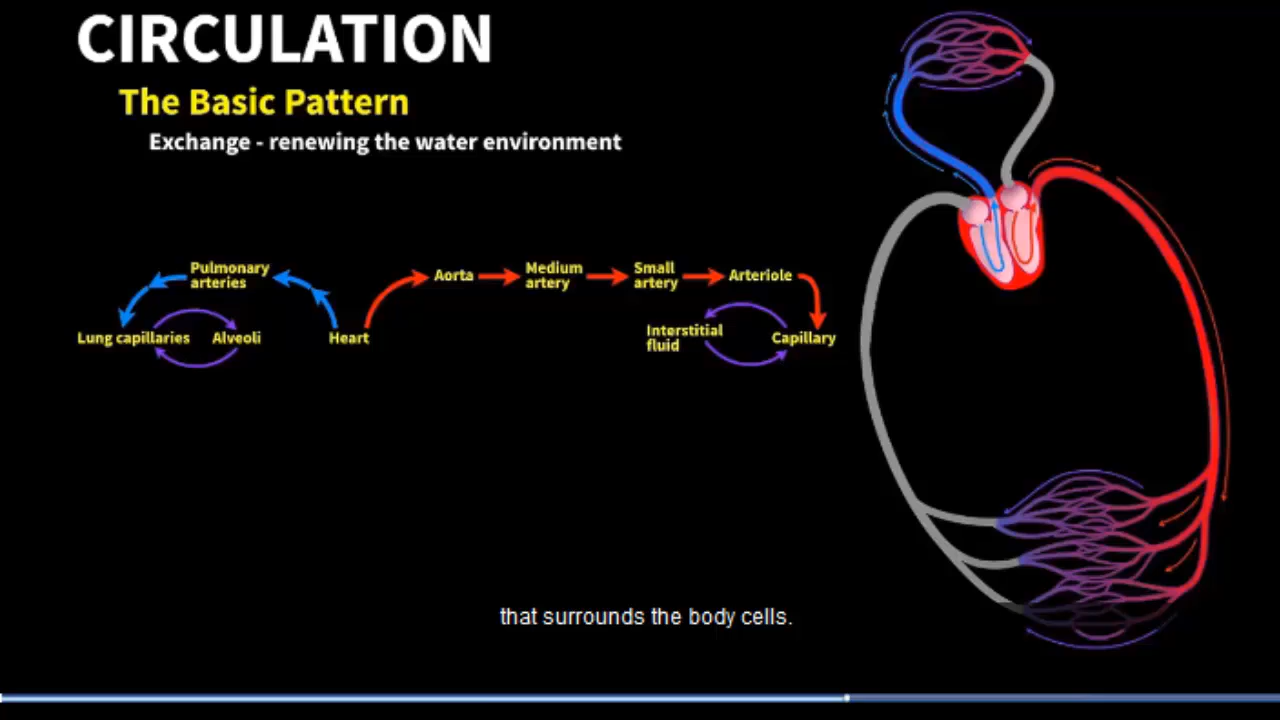 CIRCULATION
The Basic Pattern
Exchange - renewing the water environment
Pulmonary
arteries
Aorta
Medium
artery
Small
artery
Arteriole
Lung capillaries
Alveoli
Heart
Interstitial
fluid
Capillary
that surrounds the body cells.